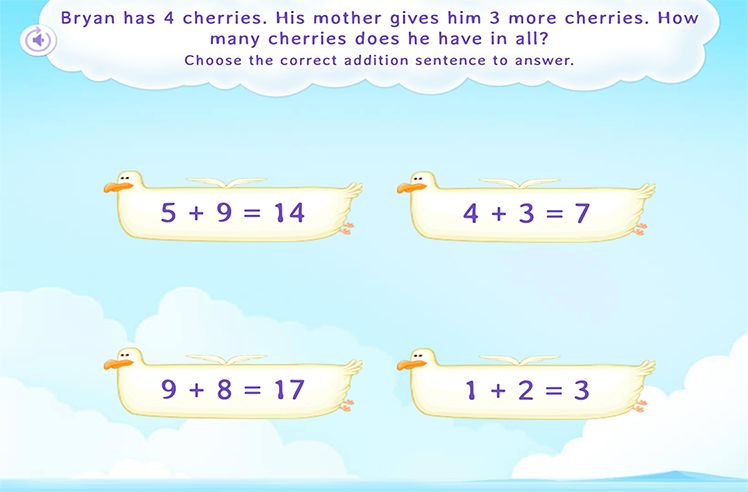 Bryan has 4 cherries. His mother gives him 3 more cherries. How
many cherries does he have in all?
Choose the correct addition sentence to answer.
5 + 9 = 14
4 + 3 = 7
9 + 8 = 17
1 + 2 = 3